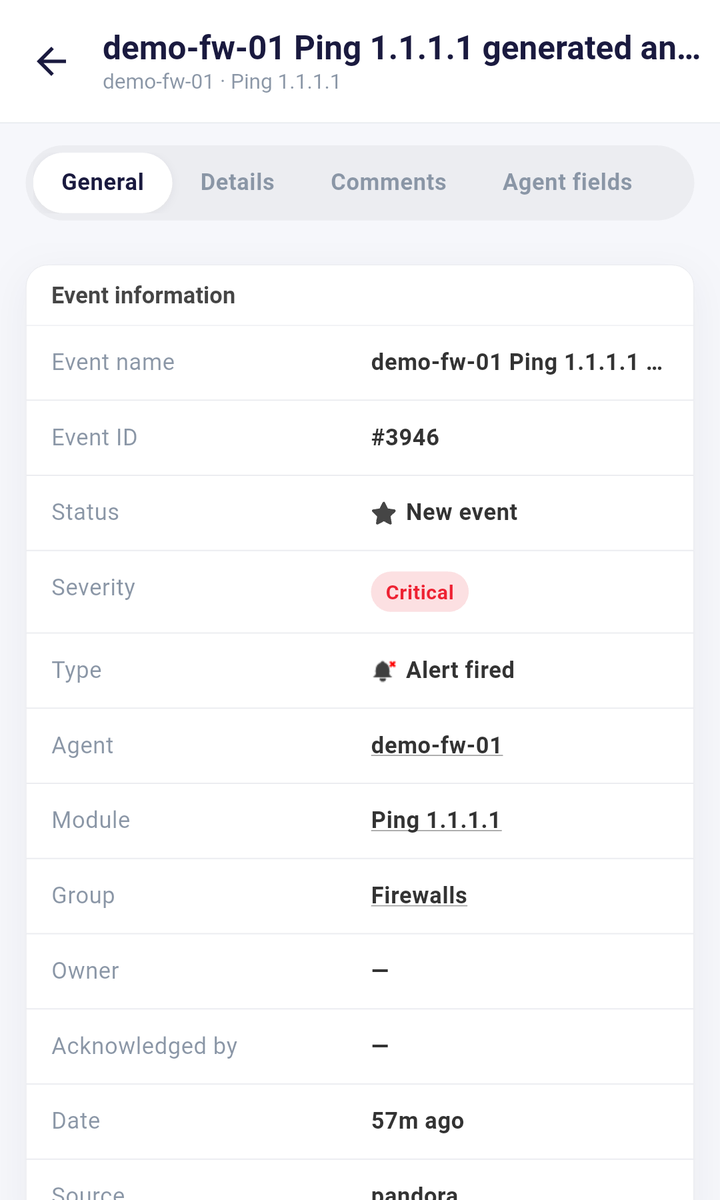 demo-fw-01 Ping 1.1.1.1 generated an...
demo-fw-01 · Ping 1.1.1.1
General Details Comments Agent fields
Event information
Event name demo-fw-01 Ping 1.1.1.1 ...
Event ID #3946
Status New event
Severity Critical
Type Alert fired
Agent demo-fw-01
Module Ping 1.1.1.1
Group Firewalls
Owner –
Acknowledged by –
Date 57m ago
Source pandora